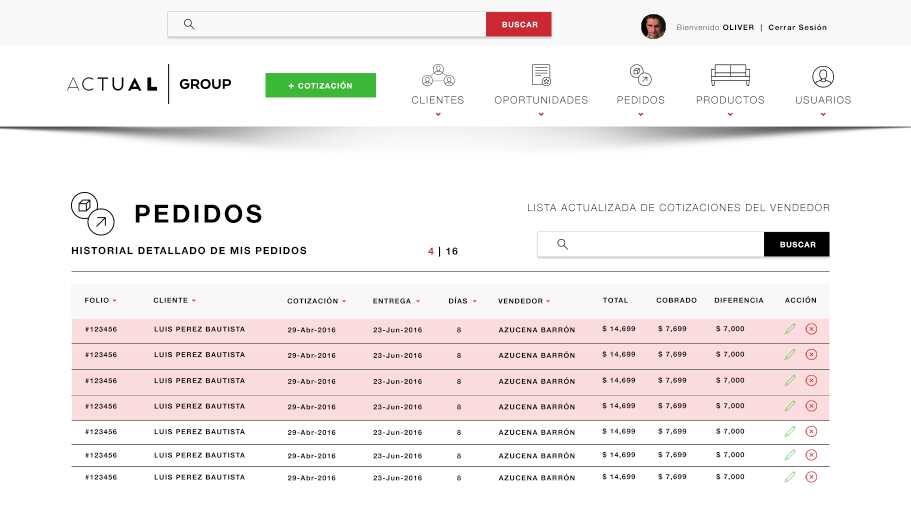 BUSCAR
Bienvenido OLIVER | Cerrar Sesión
ACTUAL | GROUP
+ COTIZACIÓN
CLIENTES OPORTUNIDADES PEDIDOS PRODUCTOS USUARIOS
PEDIDOS
LISTA ACTUALIZADA DE COTIZACIONES DEL VENDEDOR
HISTORIAL DETALLADO DE MIS PEDIDOS 4 | 16 BUSCAR
FOLIO CLIENTE COTIZACIÓN ENTREGA DÍAS VENDEDOR TOTAL COBRADO DIFERENCIA ACCIÓN
#123456 LUIS PEREZ BAUTISTA 29-Abr-2016 23-Jun-2016 8 AZUCENA BARRÓN $ 14,699 $ 7,699 $ 7,000
#123456 LUIS PEREZ BAUTISTA 29-Abr-2016 23-Jun-2016 8 AZUCENA BARRÓN $ 14,699 $ 7,699 $ 7,000
#123456 LUIS PEREZ BAUTISTA 29-Abr-2016 23-Jun-2016 8 AZUCENA BARRÓN $ 14,699 $ 7,699 $ 7,000
#123456 LUIS PEREZ BAUTISTA 29-Abr-2016 23-Jun-2016 8 AZUCENA BARRÓN $ 14,699 $ 7,699 $ 7,000
#123456 LUIS PEREZ BAUTISTA 29-Abr-2016 23-Jun-2016 8 AZUCENA BARRÓN $ 14,699 $ 7,699 $ 7,000
#123456 LUIS PEREZ BAUTISTA 29-Abr-2016 23-Jun-2016 8 AZUCENA BARRÓN $ 14,699 $ 7,699 $ 7,000
#123456 LUIS PEREZ BAUTISTA 29-Abr-2016 23-Jun-2016 8 AZUCENA BARRÓN $ 14,699 $ 7,699 $ 7,000